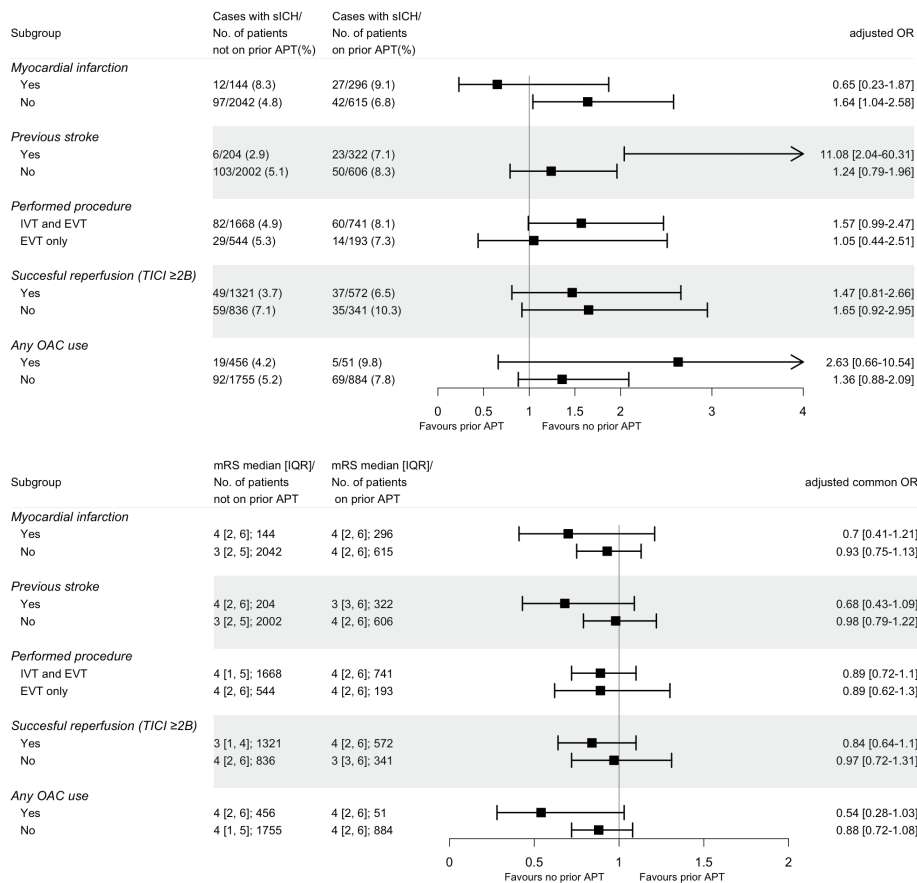 Cases with sICH/ Cases with sICH/
Subgroup No. of patients No. of patients adjusted OR
not on prior APT(%) on prior APT(%)
Myocardial infarction
Yes 12/144 (8.3) 27/296 (9.1) 0.65 [0.23-1.87]
No 97/2042 (4.8) 42/615 (6.8) 1.64 [1.04-2.58]
Previous stroke
Yes 6/204 (2.9) 23/322 (7.1) 11.08 [2.04-60.31]
No 103/2002 (5.1) 50/606 (8.3) 1.24 [0.79-1.96]
Performed procedure
IVT and EVT 82/1668 (4.9) 60/741 (8.1) 1.57 [0.99-2.47]
EVT only 29/544 (5.3) 14/193 (7.3) 1.05 [0.44-2.51]
Succesful reperfusion (TICI ≥2B)
Yes 49/1321 (3.7) 37/572 (6.5) 1.47 [0.81-2.66]
No 59/836 (7.1) 35/341 (10.3) 1.65 [0.92-2.95]
Any OAC use
Yes 19/456 (4.2) 5/51 (9.8) 2.63 [0.66-10.54]
No 92/1755 (5.2) 69/884 (7.8) 1.36 [0.88-2.09]
0 0.5 1 1.5 2 3 4
Favours prior APT Favours no prior APT
mRS median [IQR]/ mRS median [IQR]/
Subgroup No. of patients No. of patients adjusted common OR
not on prior APT on prior APT
Myocardial infarction
Yes 4 [2, 6]; 144 4 [2, 6]; 296 0.7 [0.41-1.21]
No 3 [2, 5]; 2042 4 [2, 6]; 615 0.93 [0.75-1.13]
Previous stroke
Yes 4 [2, 6]; 204 3 [3, 6]; 322 0.68 [0.43-1.09]
No 3 [2, 5]; 2002 4 [2, 6]; 606 0.98 [0.79-1.22]
Performed procedure
IVT and EVT 4 [1, 5]; 1668 4 [2, 6]; 741 0.89 [0.72-1.1]
EVT only 4 [2, 6]; 544 4 [2, 6]; 193 0.89 [0.62-1.3]
Succesful reperfusion (TICI ≥2B)
Yes 3 [1, 4]; 1321 4 [2, 6]; 572 0.84 [0.64-1.1]
No 4 [2, 6]; 836 3 [3, 6]; 341 0.97 [0.72-1.31]
Any OAC use
Yes 4 [2, 6]; 456 4 [2, 6]; 51 0.54 [0.28-1.03]
No 4 [1, 5]; 1755 4 [2, 6]; 884 0.88 [0.72-1.08]
0 0.5 1 1.5 2
Favours no prior APT Favours prior APT